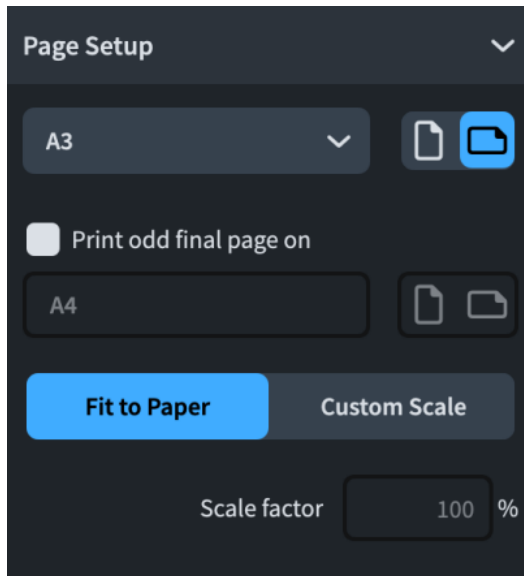 Page Setup
A3
Print odd final page on
A4
Fit to Paper Custom Scale
Scale factor 100 %